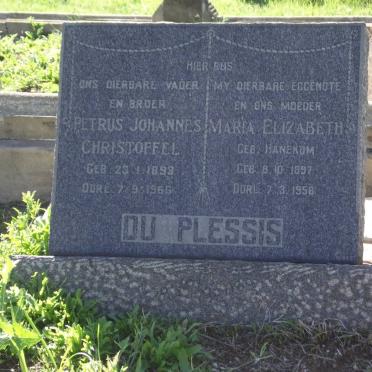 HIER RUS
ONS DIERBARE VADER
EN BROER
PETRUS JOHANNES
CHRISTOFFEL
GEB. 23.1.1893
OORL. 7.9.1966
MY DIERBARE EGGENOTE
EN ONS MOEDER
MARIA ELIZABETH
GEB. HANEKOM
GEB. 8.10.1897
OORL. 7.3.1958
DU PLESSIS